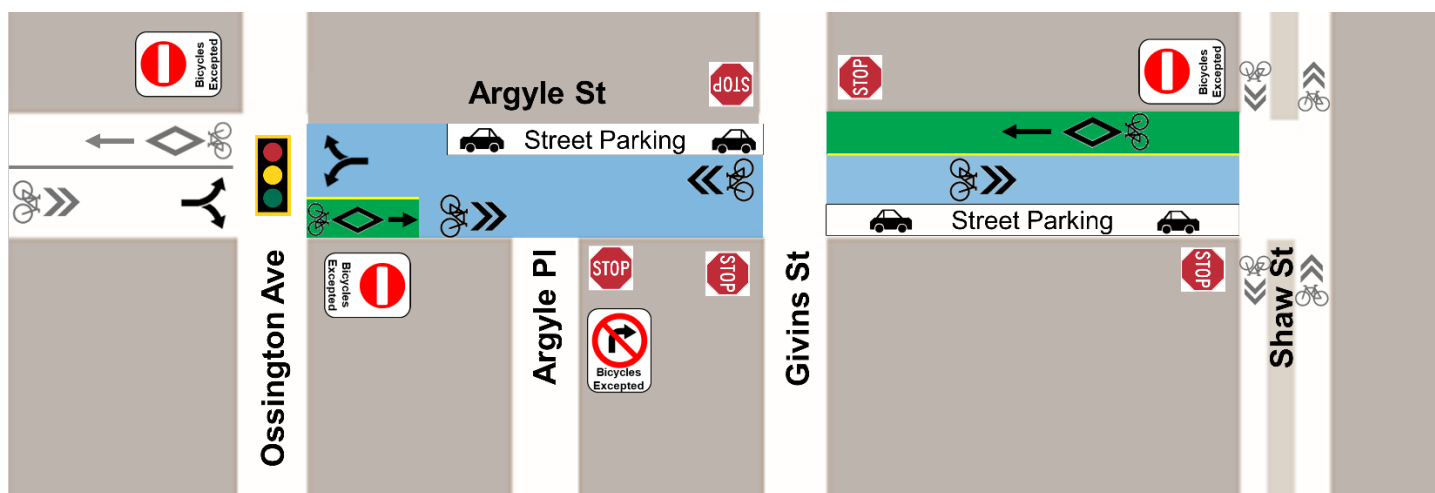 Bicycles
Excepted
Argyle St
STOP
STOP
Bicycles
Excepted
Street Parking
Street Parking
Ossington Ave
Bicycles
Excepted
Argyle Pl
STOP
STOP
Bicycles
Excepted
Givins St
STOP
Shaw St